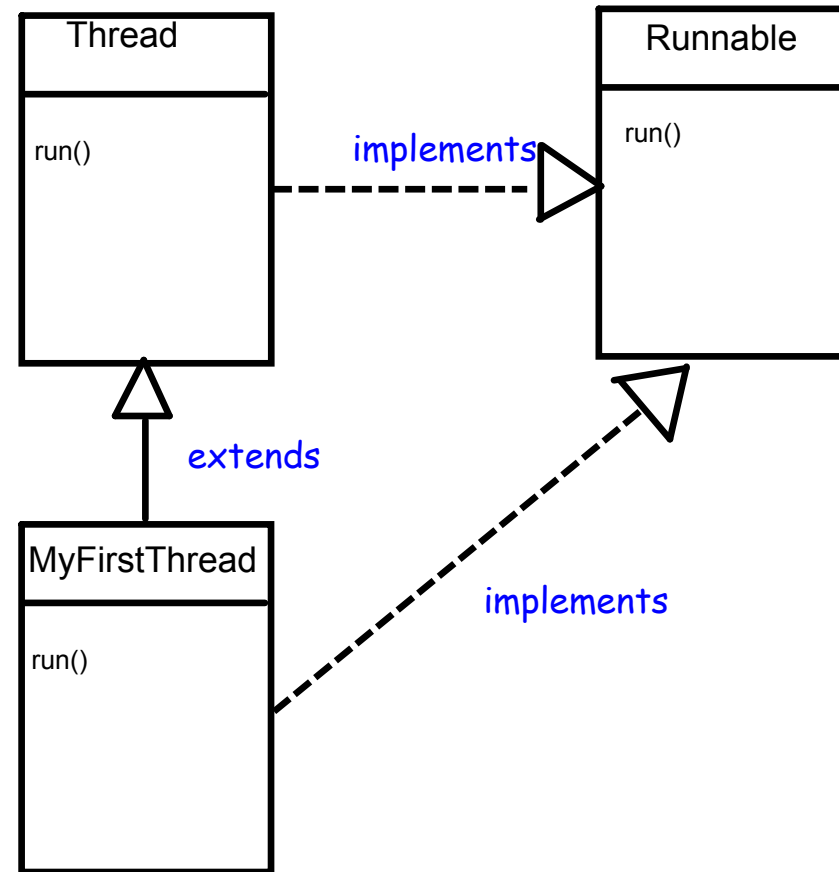 Thread
Runnable
run()
implements
run()
extends
MyFirstThread
implements
run()